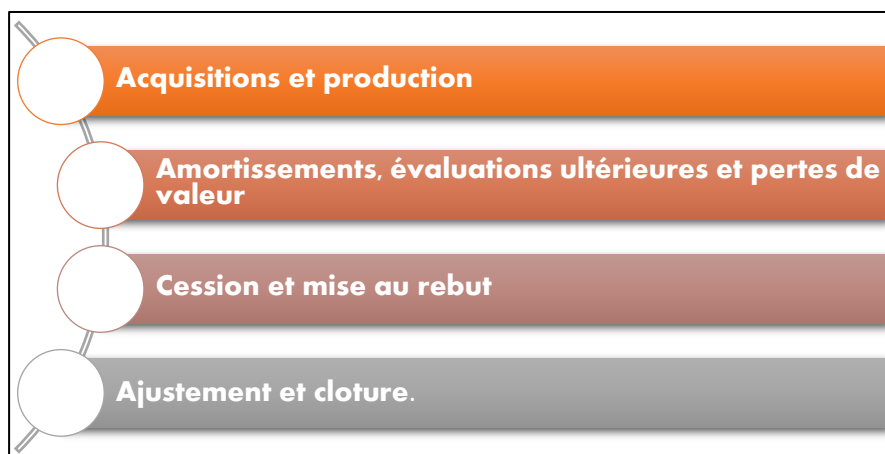 Acquisitions et production
Amortissements, évaluations ultérieures et pertes de
valeur
Cession et mise au rebut
Ajustement et cloture.